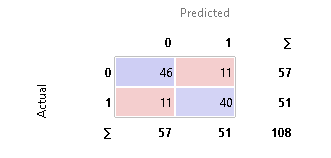 Predicted
0 1 Σ
0 46 11 57
Actual
1 11 40 51
Σ 57 51 108